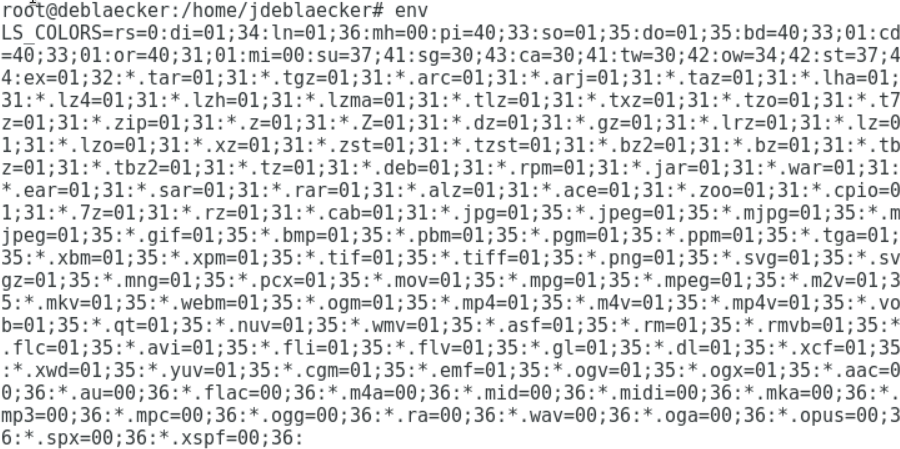 root@deblaecker:/home/jdeblaecker# env
LS_COLORS=rs=0:di=01;34:ln=01;36:mh=00:pi=40;33:so=01;35:do=01;35:bd=40;33;01:cd
=40;33;01:or=40;31;01:mi=00:su=37;41:sg=30;43:ca=30;41:tw=30;42:ow=34;42:st=37;4
4:ex=01;32:*.tar=01;31:*.tgz=01;31:*.arc=01;31:*.arj=01;31:*.taz=01;31:*.lha=01;
31:*.lz4=01;31:*.lzh=01;31:*.lzma=01;31:*.tlz=01;31:*.txz=01;31:*.tzo=01;31:*.t7
z=01;31:*.zip=01;31:*.z=01;31:*.Z=01;31:*.dz=01;31:*.gz=01;31:*.lrz=01;31:*.lz=0
1;31:*.lzo=01;31:*.xz=01;31:*.zst=01;31:*.tzst=01;31:*.bz2=01;31:*.bz=01;31:*.tb
z=01;31:*.tbz2=01;31:*.tz=01;31:*.deb=01;31:*.rpm=01;31:*.jar=01;31:*.war=01;31:
*.ear=01;31:*.sar=01;31:*.rar=01;31:*.alz=01;31:*.ace=01;31:*.zoo=01;31:*.cpio=0
1;31:*.7z=01;31:*.rz=01;31:*.cab=01;31:*.jpg=01;35:*.jpeg=01;35:*.mjpg=01;35:*.m
jpeg=01;35:*.gif=01;35:*.bmp=01;35:*.pbm=01;35:*.pgm=01;35:*.ppm=01;35:*.tga=01;
35:*.xbm=01;35:*.xpm=01;35:*.tif=01;35:*.tiff=01;35:*.png=01;35:*.svg=01;35:*.sv
gz=01;35:*.mng=01;35:*.pcx=01;35:*.mov=01;35:*.mpg=01;35:*.mpeg=01;35:*.m2v=01;3
5:*.mkv=01;35:*.webm=01;35:*.ogm=01;35:*.mp4=01;35:*.m4v=01;35:*.mp4v=01;35:*.vo
b=01;35:*.qt=01;35:*.nuv=01;35:*.wmv=01;35:*.asf=01;35:*.rm=01;35:*.rmvb=01;35:*
.flc=01;35:*.avi=01;35:*.fli=01;35:*.flv=01;35:*.gl=01;35:*.dl=01;35:*.xcf=01;35
:*.xwd=01;35:*.yuv=01;35:*.cgm=01;35:*.emf=01;35:*.ogv=01;35:*.ogx=01;35:*.aac=0
0;36:*.au=00;36:*.flac=00;36:*.m4a=00;36:*.mid=00;36:*.midi=00;36:*.mka=00;36:*.
mp3=00;36:*.mpc=00;36:*.ogg=00;36:*.ra=00;36:*.wav=00;36:*.oga=00;36:*.opus=00;3
6:*.spx=00;36:*.xspf=00;36: